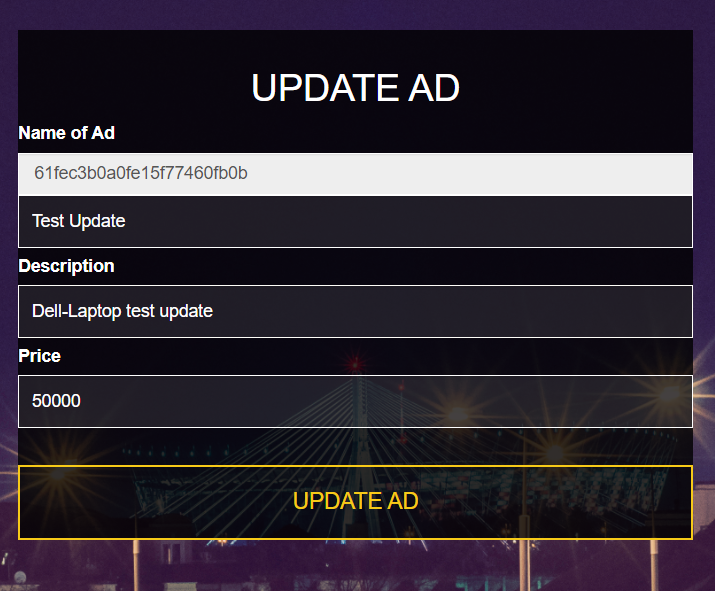 UPDATE AD
Name of Ad
61fec3b0a0fe15f77460fb0b
Test Update
Description
Dell-Laptop test update
Price
50000
UPDATE AD